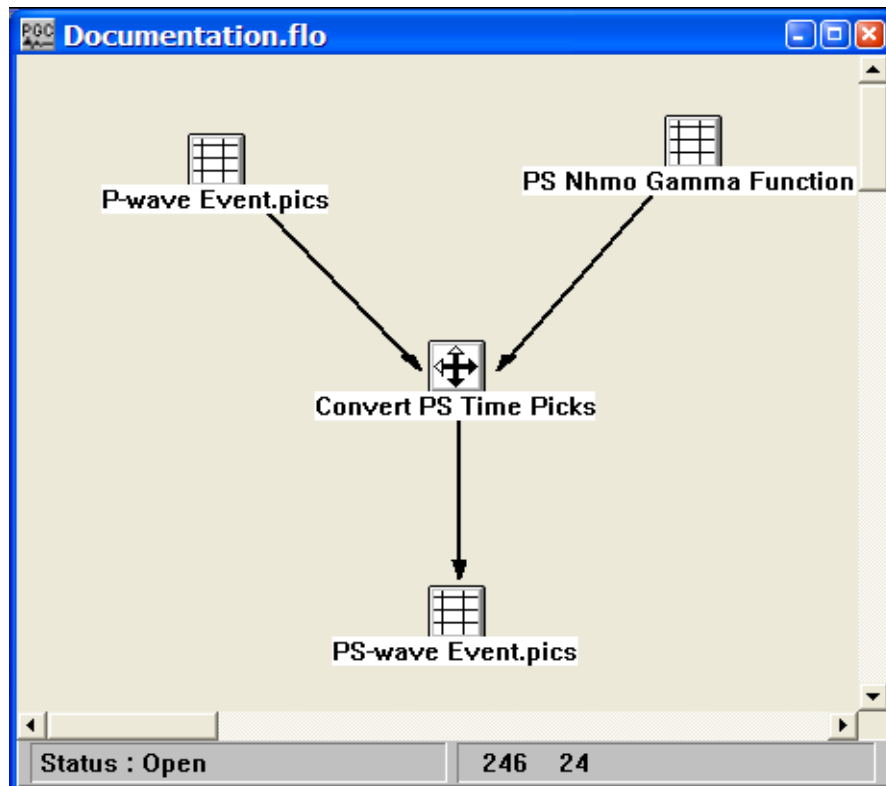 PGC
Documentation.flo
P-wave Event.pics
PS Nhmo Gamma Function
Convert PS Time Picks
PS-wave Event.pics
Status : Open
246 24